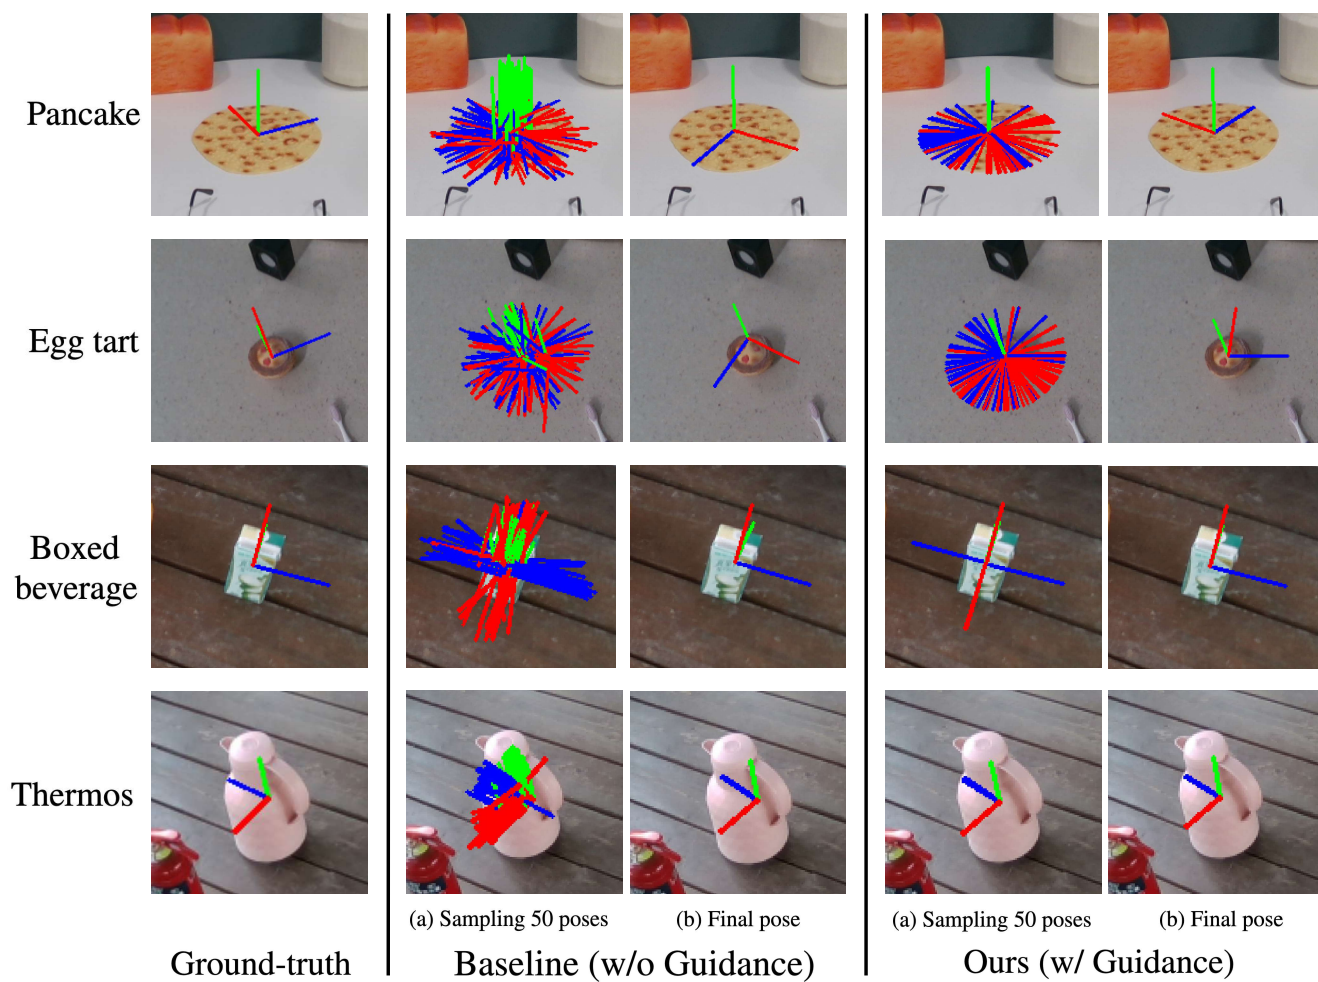 Pancake
Egg tart
Boxed
beverage
Thermos
(a) Sampling 50 poses
(b) Final pose
(a) Sampling 50 poses
(b) Final pose
Ground-truth
Baseline (w/o Guidance)
Ours (w/ Guidance)